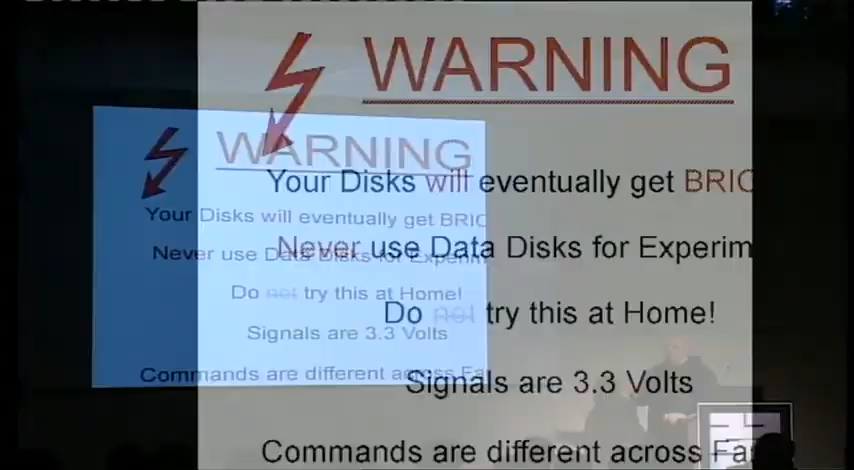 WARNING
Your Disks will eventually get BRIC
Never use Data Disks for Experim
Do not try this at Home!
Signals are 3.3 Volts
Commands are different across Fa
WARNING
Your Disks will eventually get BRIC
Never use Data Disks for Experim
Do not try this at Home!
Signals are 3.3 Volts
Commands are different across Fa